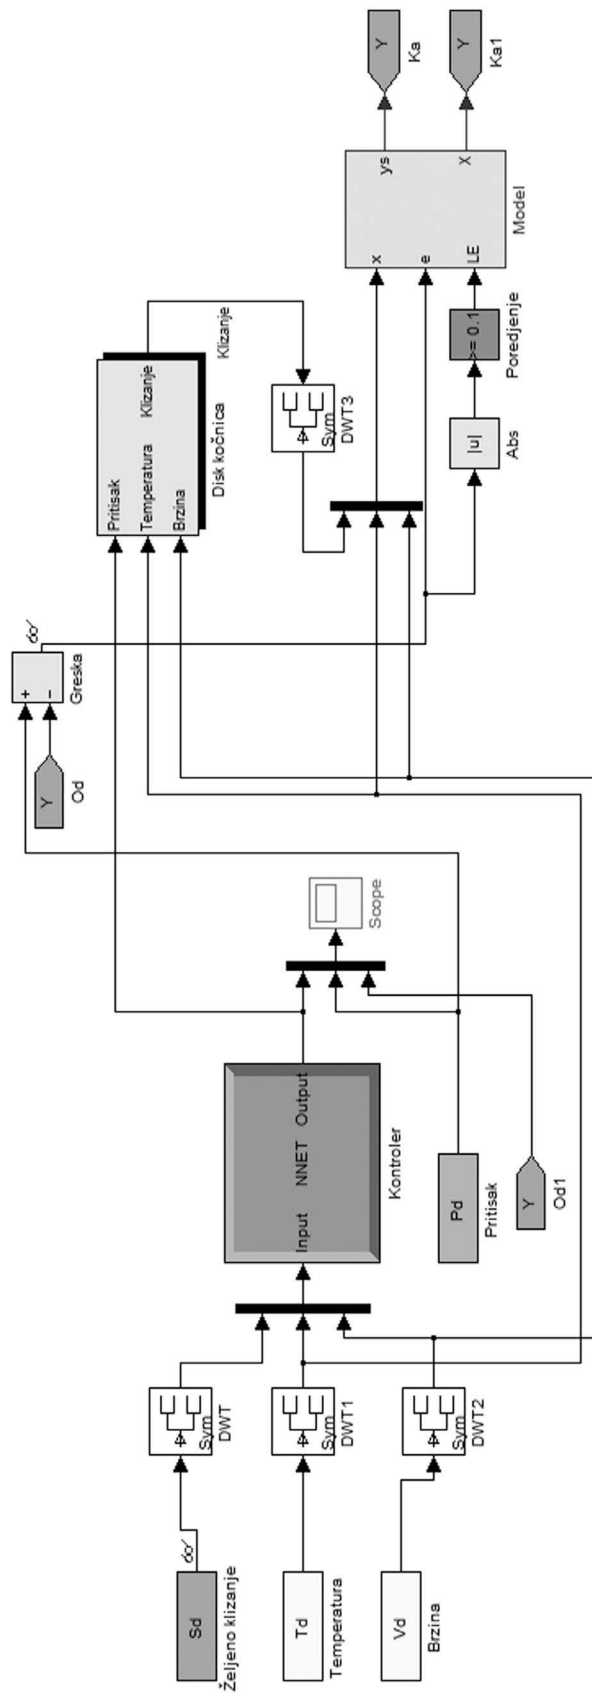 Sd
Željeno klizanje
Td
Temperatura
Vd
Brzina
Sym
DWT
Sym
DWT1
Sym
DWT2
Input NNET Output
Kontroler
Pd
Pritisak
Y
Od1
Scope
Y
Od
+
−
Greska
Pritisak
Temperatura Klizanje
Brzina
Disk kočnica
Klizanje
Sym
DWT3
|u|
Abs
>= 0.1
Poredjenje
x
e
LE
ys
X
Model
Y
Ka
Y
Ka1